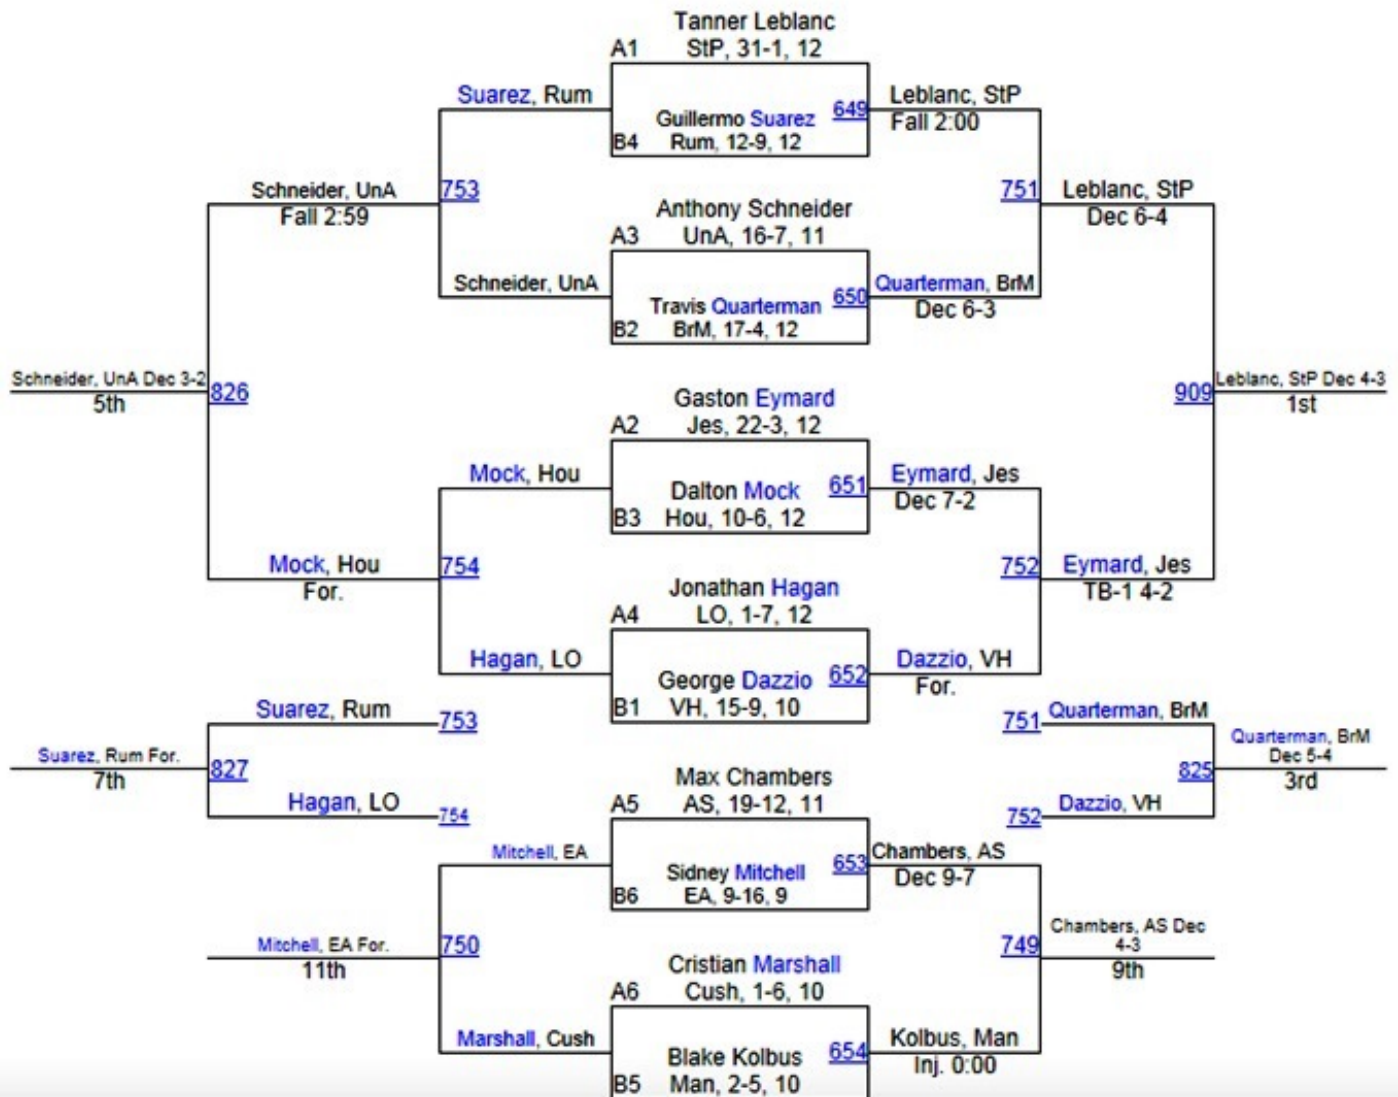 Tanner Leblanc
A1 StP, 31-1, 12
Suarez, Rum
Guillermo Suarez 649
B4 Rum, 12-9, 12
Leblanc, StP
Fall 2:00
Schneider, UnA
Fall 2:59
753
751
Leblanc, StP
Dec 6-4
Anthony Schneider
A3 UnA, 16-7, 11
Schneider, UnA
Travis Quarterman 650
B2 BrM, 17-4, 12
Quarterman, BrM
Dec 6-3
Schneider, UnA Dec 3-2
5th
826
909
Leblanc, StP Dec 4-3
1st
Gaston Eymard
A2 Jes, 22-3, 12
Mock, Hou
Dalton Mock 651
B3 Hou, 10-6, 12
Eymard, Jes
Dec 7-2
Mock, Hou
For.
754
752
Eymard, Jes
TB-1 4-2
Jonathan Hagan
A4 LO, 1-7, 12
Hagan, LO
George Dazzio 652
B1 VH, 15-9, 10
Dazzio, VH
For.
Suarez, Rum 753
751 Quarterman, BrM
Suarez, Rum For.
7th
827
825
Quarterman, BrM
Dec 5-4
3rd
Hagan, LO 754
752 Dazzio, VH
Max Chambers
A5 AS, 19-12, 11
Mitchell, EA
Sidney Mitchell 653
B6 EA, 9-16, 9
Chambers, AS
Dec 9-7
Mitchell, EA For.
11th
750
749
Chambers, AS Dec
4-3
9th
Cristian Marshall
A6 Cush, 1-6, 10
Marshall, Cush
Blake Kolbus 654
B5 Man, 2-5, 10
Kolbus, Man
Inj. 0:00